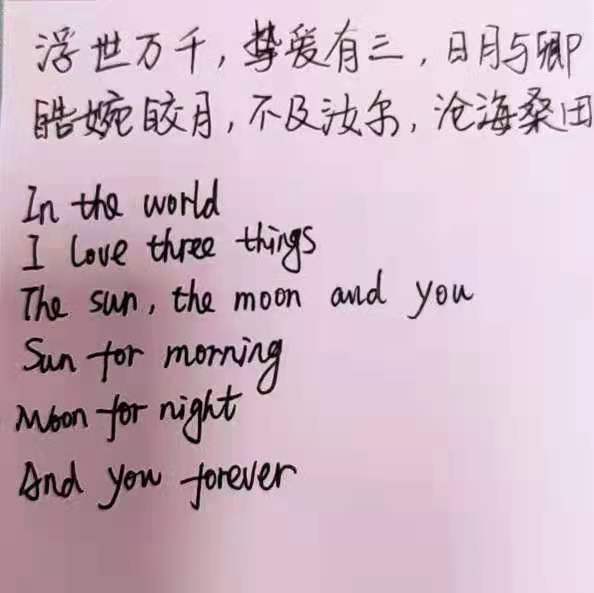 浮世万千，挚爱有三，日月与卿
皓婉皎月，不及汝尔，沧海桑田
In the world
I love three things
The sun, the moon and you
Sun for morning
Moon for night
And you forever